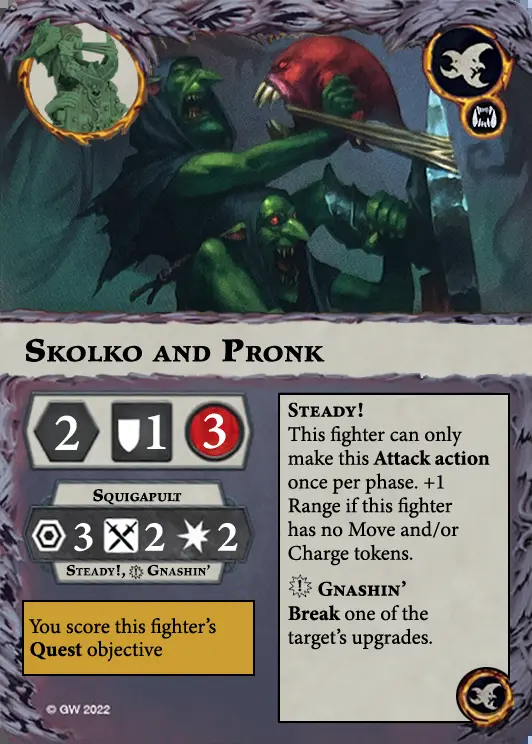 Skolko and Pronk
2 1 3
Squigapult
3 2 2
Steady!, Gnashin'
You score this fighter's
Quest objective
Steady!
This fighter can only
make this Attack action
once per phase. +1
Range if this fighter
has no Move and/or
Charge tokens.
Gnashin'
Break one of the
target's upgrades.
© GW 2022